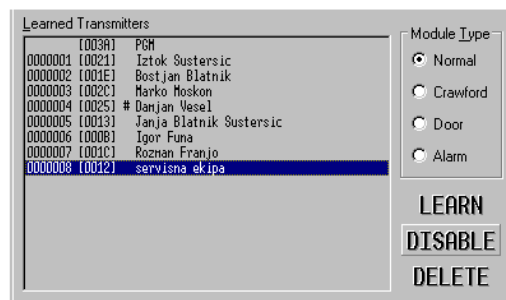 Learned Transmitters
[003A] PGM
0000001 [0021] Iztok Sustersic
0000002 [001E] Bostjan Blatnik
0000003 [002C] Marko Moskon
0000004 [0025] # Damjan Vesel
0000005 [0013] Janja Blatnik Sustersic
0000006 [000B] Igor Funa
0000007 [001C] Rozman Franjo
0000008 [0012] servisna ekipa
Module Type
Normal
Crawford
Door
Alarm
LEARN
DISABLE
DELETE